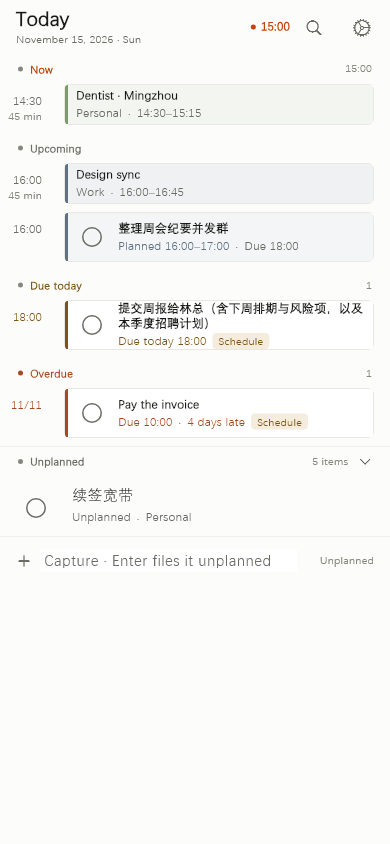 Today
November 15, 2026 · Sun
15:00
Now
15:00
14:30
45 min
Dentist · Mingzhou
Personal · 14:30–15:15
Upcoming
16:00
45 min
Design sync
Work · 16:00–16:45
16:00
整理周会纪要并发群
Planned 16:00–17:00 · Due 18:00
Due today
1
18:00
提交周报给林总（含下周排期与风险项，以及
本季度招聘计划）
Due today 18:00
Schedule
Overdue
1
11/11
Pay the invoice
Due 10:00 · 4 days late
Schedule
Unplanned
5 items
续签宽带
Unplanned · Personal
Capture · Enter files it unplanned
Unplanned